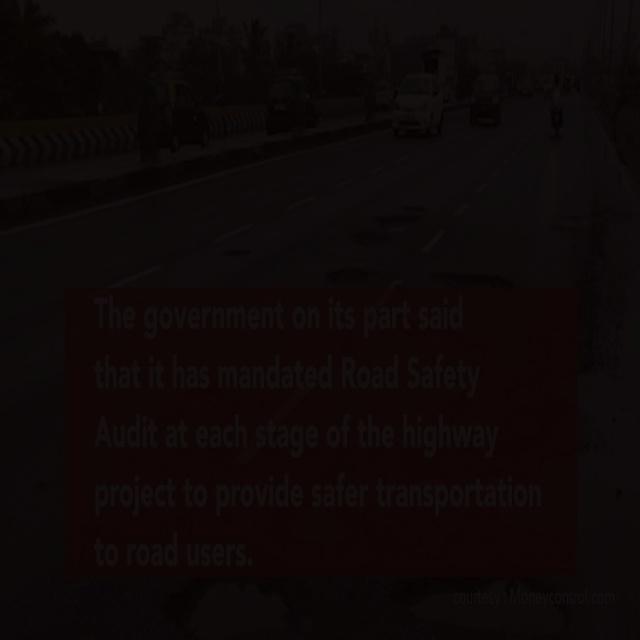 The government on its part said
that it has mandated Road Safety
Audit at each stage of the highway
project to provide safer transportation
to road users.
courtesy : Moneycontrol.com